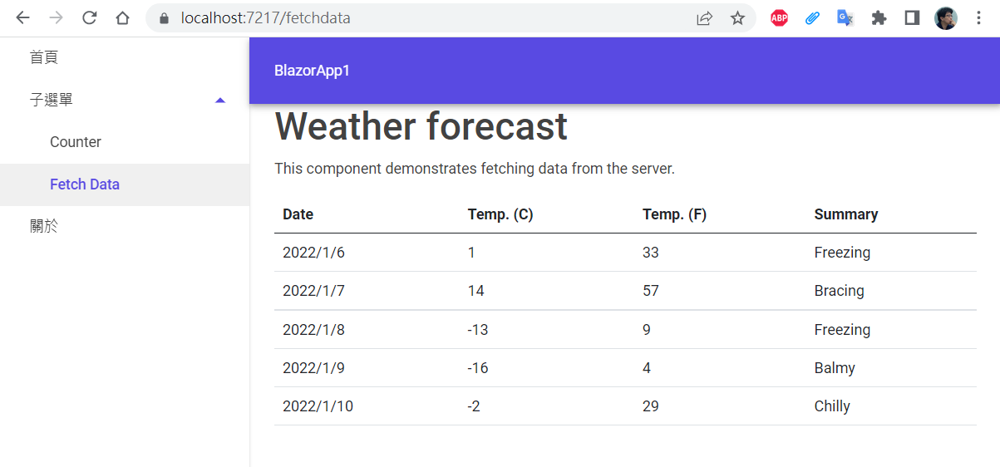 localhost:7217/fetchdata
ABP
首頁
子選單
Counter
Fetch Data
關於
BlazorApp1
Weather forecast
This component demonstrates fetching data from the server.
Date Temp. (C) Temp. (F) Summary
2022/1/6 1 33 Freezing
2022/1/7 14 57 Bracing
2022/1/8 -13 9 Freezing
2022/1/9 -16 4 Balmy
2022/1/10 -2 29 Chilly